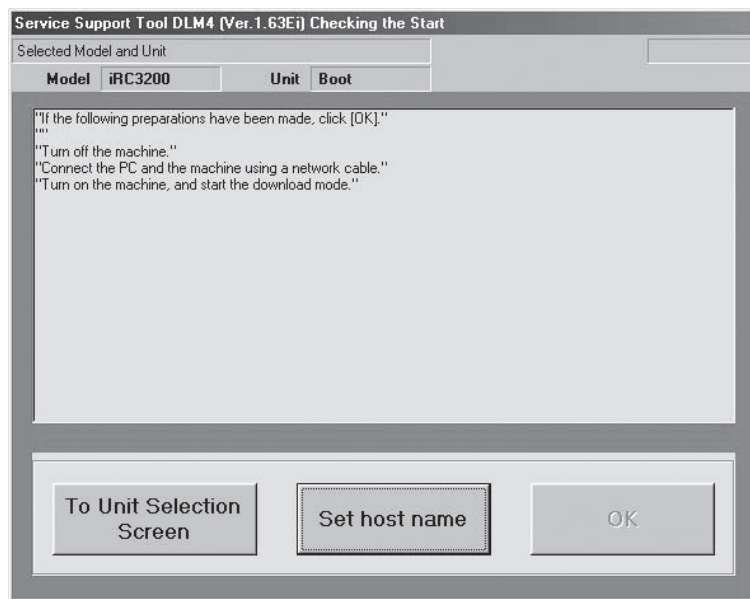 Service Support Tool DLM4 (Ver.1.63Ei) Checking the Start
Selected Model and Unit
Model iRC3200 Unit Boot
"If the following preparations have been made, click [OK]."
""
"Turn off the machine."
"Connect the PC and the machine using a network cable."
"Turn on the machine, and start the download mode."
To Unit Selection
Screen
Set host name
OK